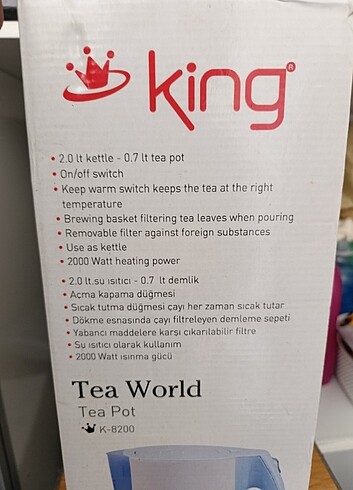 king®
• 2.0 lt kettle - 0.7 lt tea pot
• On/off switch
• Keep warm switch keeps the tea at the right
temperature
• Brewing basket filtering tea leaves when pouring
• Removable filter against foreign substances
• Use as kettle
• 2000 Watt heating power
• 2.0 lt.su ısıtıcı - 0.7 lt demlik
• Açma kapama düğmesi
• Sıcak tutma düğmesi çayı her zaman sıcak tutar
• Dökme esnasında çayı filtreleyen demleme sepeti
• Yabancı maddelere karşı çıkarılabilir filtre
• Su ısıtıcı olarak kullanım
• 2000 Watt ısınma gücü
Tea World
Tea Pot
K-8200